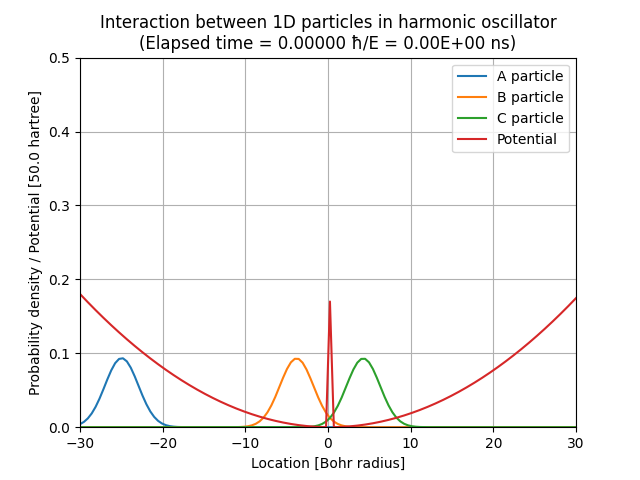 Interaction between 1D particles in harmonic oscillator
(Elapsed time = 0.00000 ħ/E = 0.00E+00 ns)
Probability density / Potential [50.0 hartree]
0.5
0.4
0.3
0.2
0.1
0.0
A particle
B particle
C particle
Potential
−30 −20 −10 0 10 20 30
Location [Bohr radius]